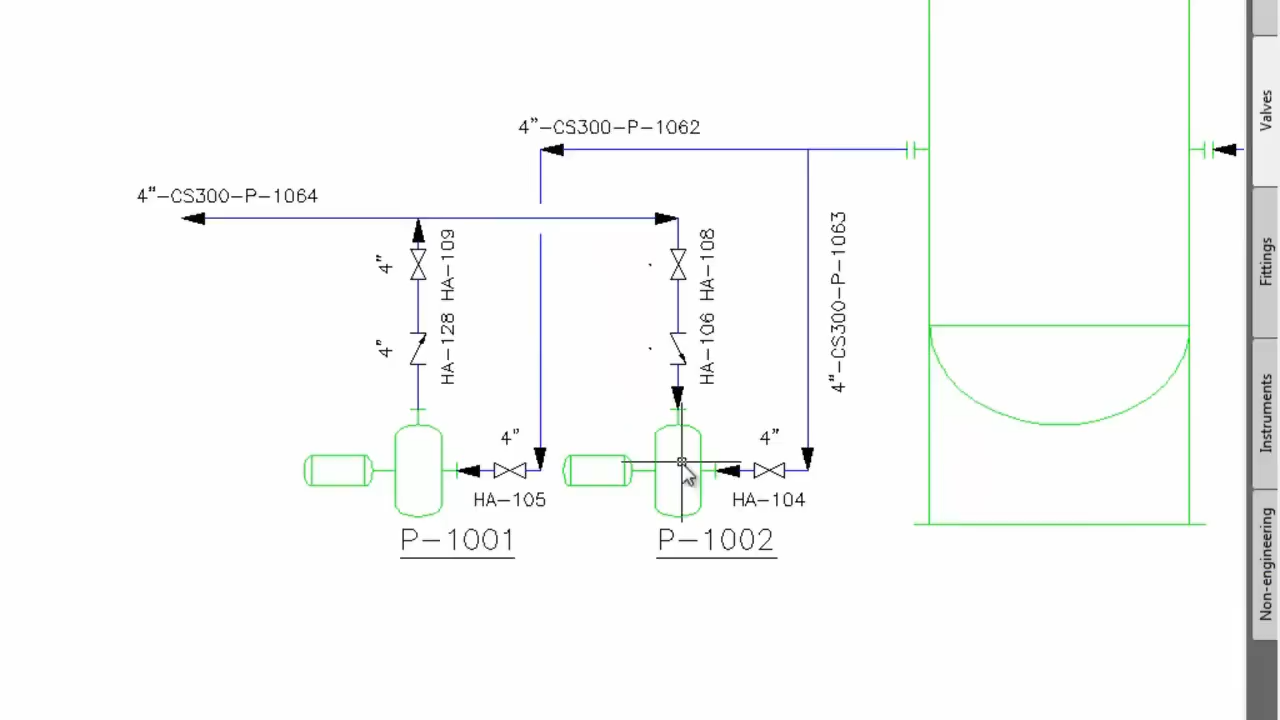 4"-CS300-P-1062
4"-CS300-P-1064
4"
HA-109
4"
HA-128
HA-108
HA-106
4"-CS300-P-1063
4"
HA-105
4"
HA-104
P-1001
P-1002
Valves
Fittings
Instruments
Non-engineering